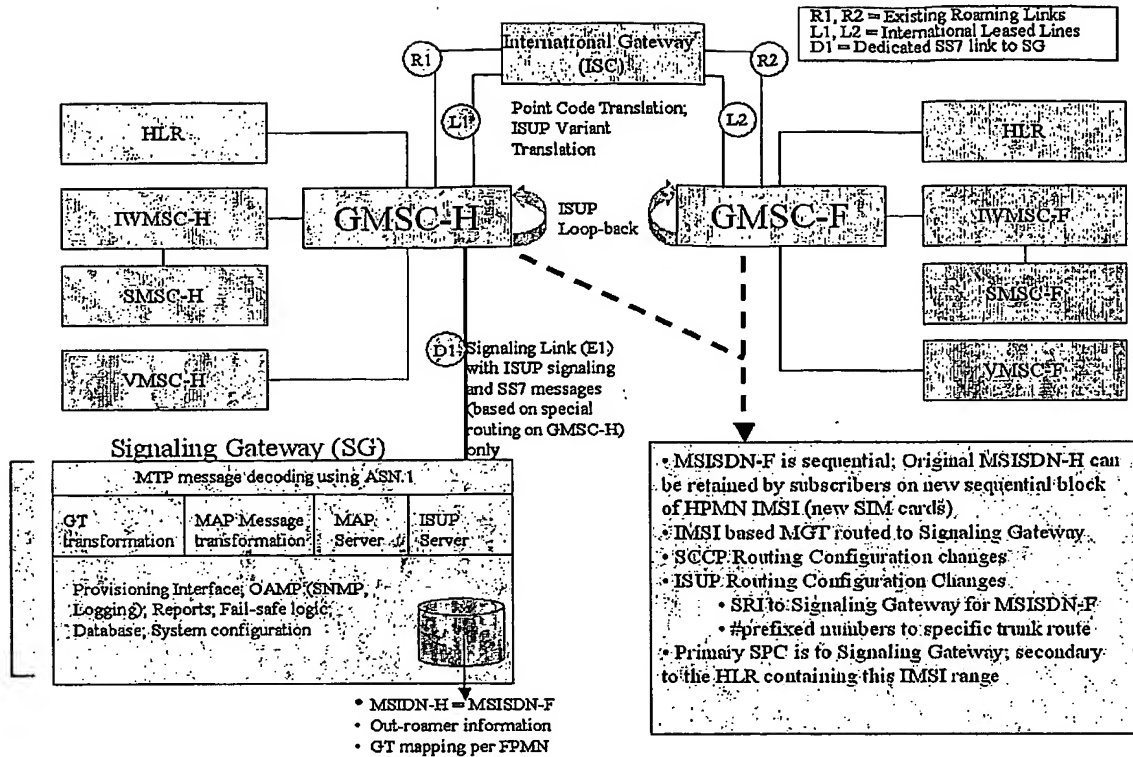 R1, R2 = Existing Roaming Links
L1, L2 = International Leased Lines
D1 = Dedicated SS7 link to SG
International Gateway
(ISC)
R1
R2
L1
L2
Point Code Translation;
ISUP Variant
Translation
HLR
HLR
IWMSC-H
GMSC-H
ISUP
Loop-back
GMSC-F
IWMSC-F
SMSC-H
SMSC-F
VMSC-H
VMSC-F
D1
Signaling Link (E1)
with ISUP signaling
and SS7 messages
(based on special
routing on GMSC-H)
only
Signaling Gateway (SG)
MTP message decoding using ASN.1
GT
transformation
MAP Message
transformation
MAP
Server
ISUP
Server
Provisioning Interface; OAMP (SNMP,
Logging); Reports; Fail-safe logic;
Database; System configuration
• MSIDN-H = MSISDN-F
• Out-roamer information
• GT mapping per FPMN
• MSISDN-F is sequential; Original MSISDN-H can
be retained by subscribers on new sequential block
of HPMN IMSI (new SIM cards)
• IMSI based MGT routed to Signaling Gateway
• SCCP Routing Configuration changes
• ISUP Routing Configuration Changes
• SRI to Signaling Gateway for MSISDN-F
• #prefixed numbers to specific trunk route
• Primary SPC is to Signaling Gateway; secondary
to the HLR containing this IMSI range